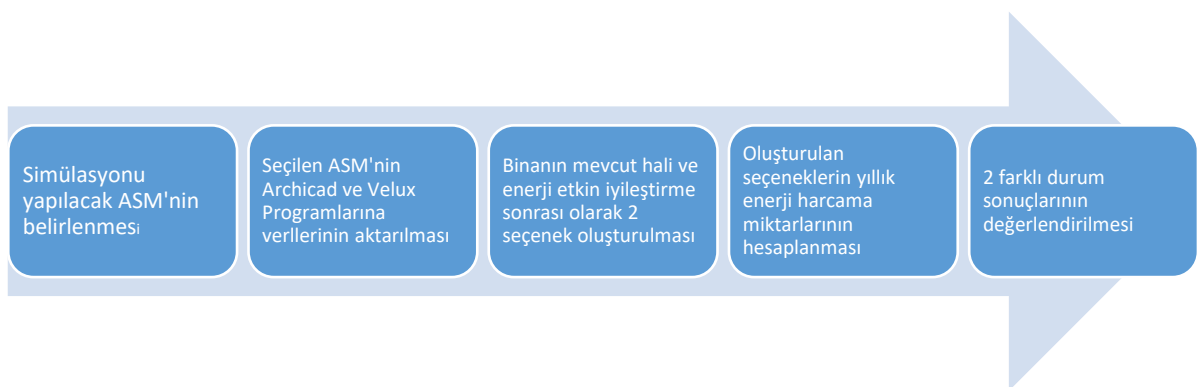 Simülasyonu
yapılacak ASM'nin
belirlenmesi
Seçilen ASM'nin
Archicad ve Velux
Programlarına
verllerinin aktarılması
Binanın mevcut hali ve
enerji etkin iyileştirme
sonrası olarak 2
seçenek oluşturulması
Oluşturulan
seçeneklerin yıllık
enerji harcama
miktarlarının
hesaplanması
2 farklı durum
sonuçlarının
değerlendirilmesi